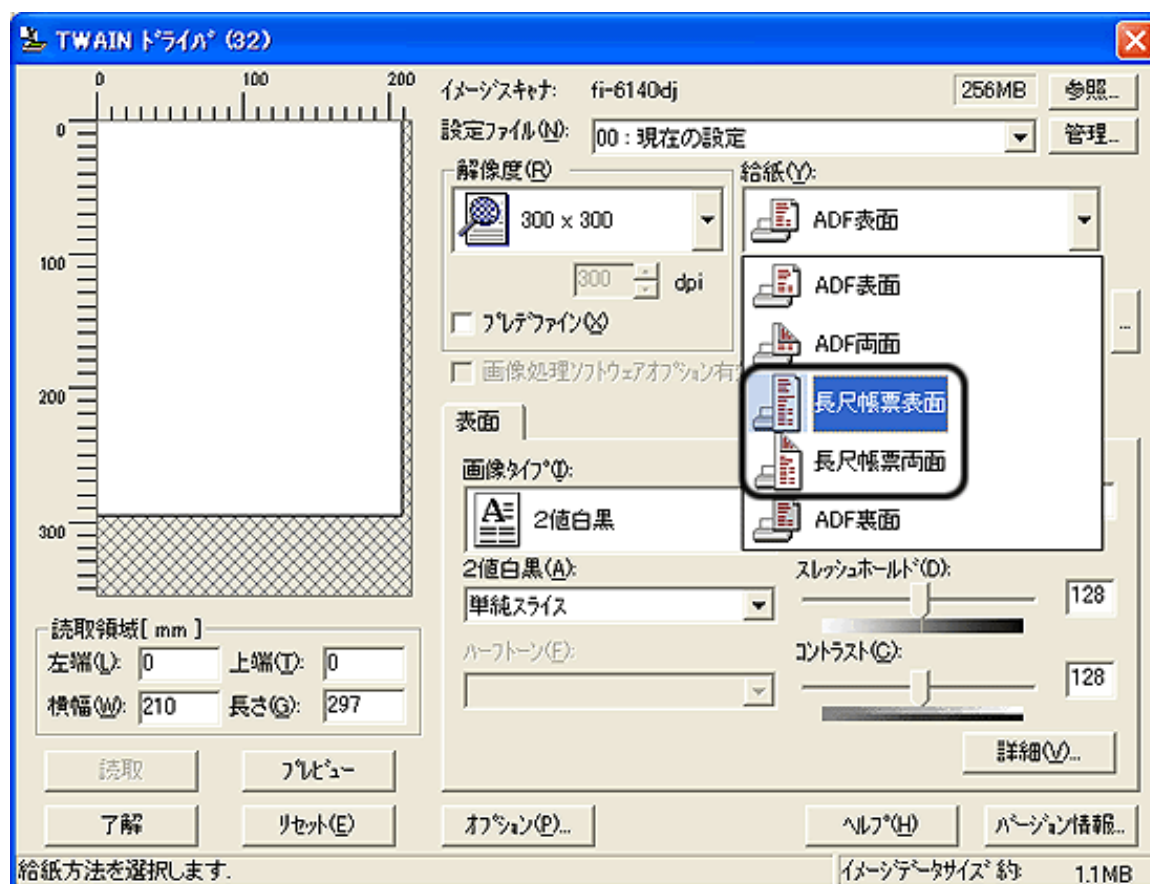 TWAIN ドライバ (32)
0 100 200
イメージスキャナ: fi-6140dj 256MB 参照...
設定ファイル(N): 00 : 現在の設定 管理...
解像度(R)
300 x 300
300 dpi
プレデファイン(X)
給紙(Y):
ADF表面
ADF表面
ADF両面
長尺帳票表面
長尺帳票両面
ADF裏面
...
画像処理ソフトウェアオプション有
表面
画像タイプ(I):
2値白黒
2値白黒(A):
単純スライス
ハーフトーン(F):
スレッショホールド(D):
128
コントラスト(C):
128
詳細(V)...
0
100
200
300
読取領域[ mm ]
左端(L): 0 上端(T): 0
横幅(W): 210 長さ(G): 297
読取 プレビュー
了解 リセット(E) オプション(P)... ヘルプ(H) バージョン情報...
給紙方法を選択します. イメージデータサイズ 約: 1.1MB